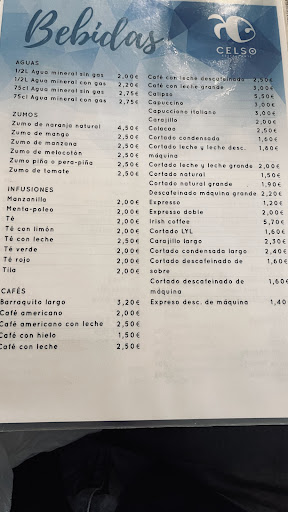 Bebidas
CELSO
AGUAS
1/2L Agua mineral sin gas 2,00€
1/2L Agua mineral con gas 2,20€
75cl Agua mineral sin gas 2,75€
75cl Agua mineral con gas 2,75€
ZUMOS
Zumo de naranja natural 4,50€
Zumo de mango 2,50€
Zumo de manzana 2,50€
Zumo de melocotón 2,50€
Zumo piña o pera-piña 2,50€
Zumo de tomate 2,50€
INFUSIONES
Manzanilla 2,00€
Menta-poleo 2,00€
Té 2,00€
Té con limón 2,00€
Té con leche 2,50€
Té verde 2,00€
Té rojo 2,00€
Tila 2,00€
CAFÉS
Barraquito largo 3,20€
Café americano 2,00€
Café americano con leche 2,50€
Café con hielo 1,50€
Café con leche 2,50€
Café con leche descafeinado 2,50€
Café con leche grande 3,00€
Calipso 5,50€
Capuccino 3,00€
Capuccino italiano 3,00€
Carajillo 2,00€
Colacao 2,50€
Cortado condensado 1,60€
Cortado leche y leche desc. 1,60€
máquina
Cortado leche y leche grande 2,00€
Cortado natural 1,50€
Cortado natural grande 1,90€
Descafeinado máquina grande 2,20€
Expresso 1,20€
Expresso doble 2,00€
Irish coffee 5,70€
Cortado LYL 1,60€
Carajillo largo 2,30€
Cortado condensado largo 2,40€
Cortado descafeinado de 1,60€
sobre
Cortado descafeinado de 1,60€
máquina
Expreso desc. de máquina 1,40